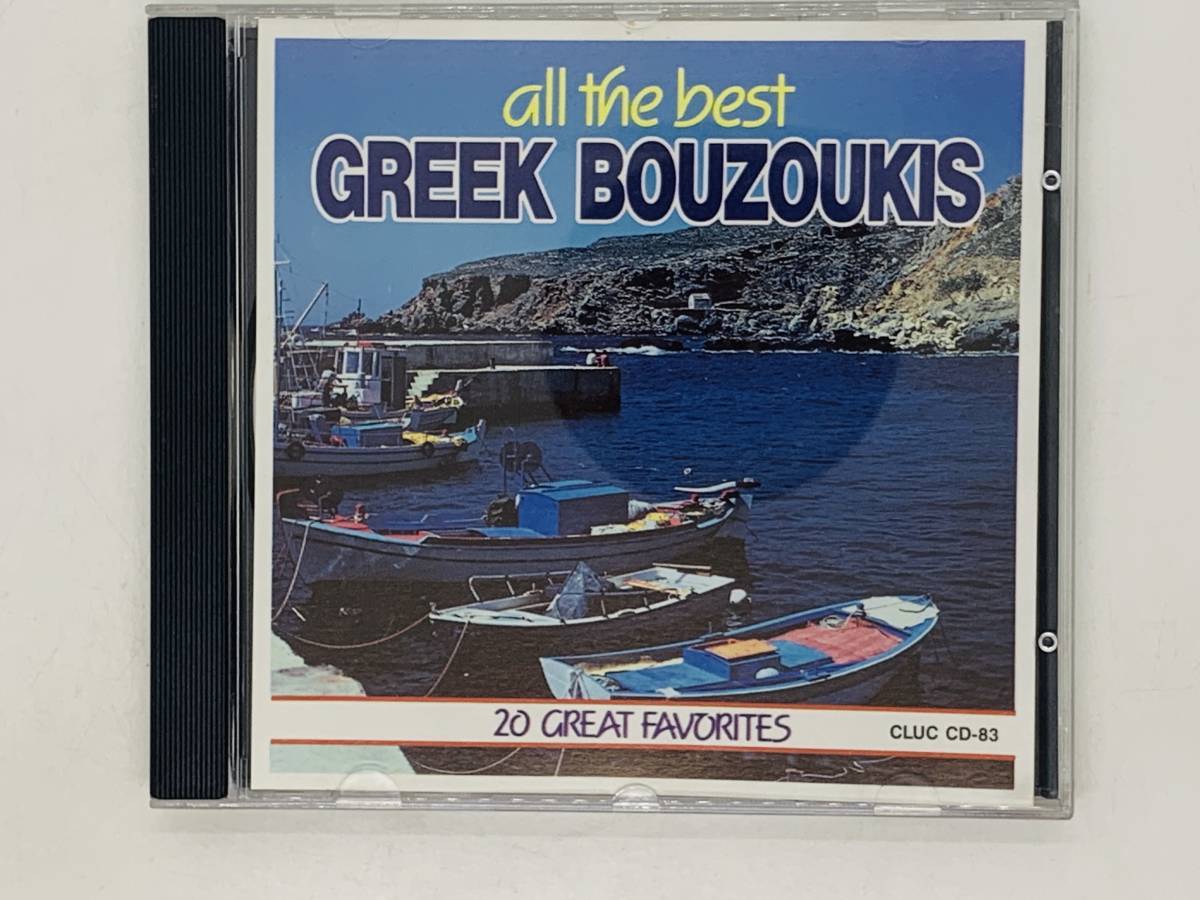 all the best
GREEK BOUZOUKIS
20 GREAT FAVORITES
CLUC CD-83